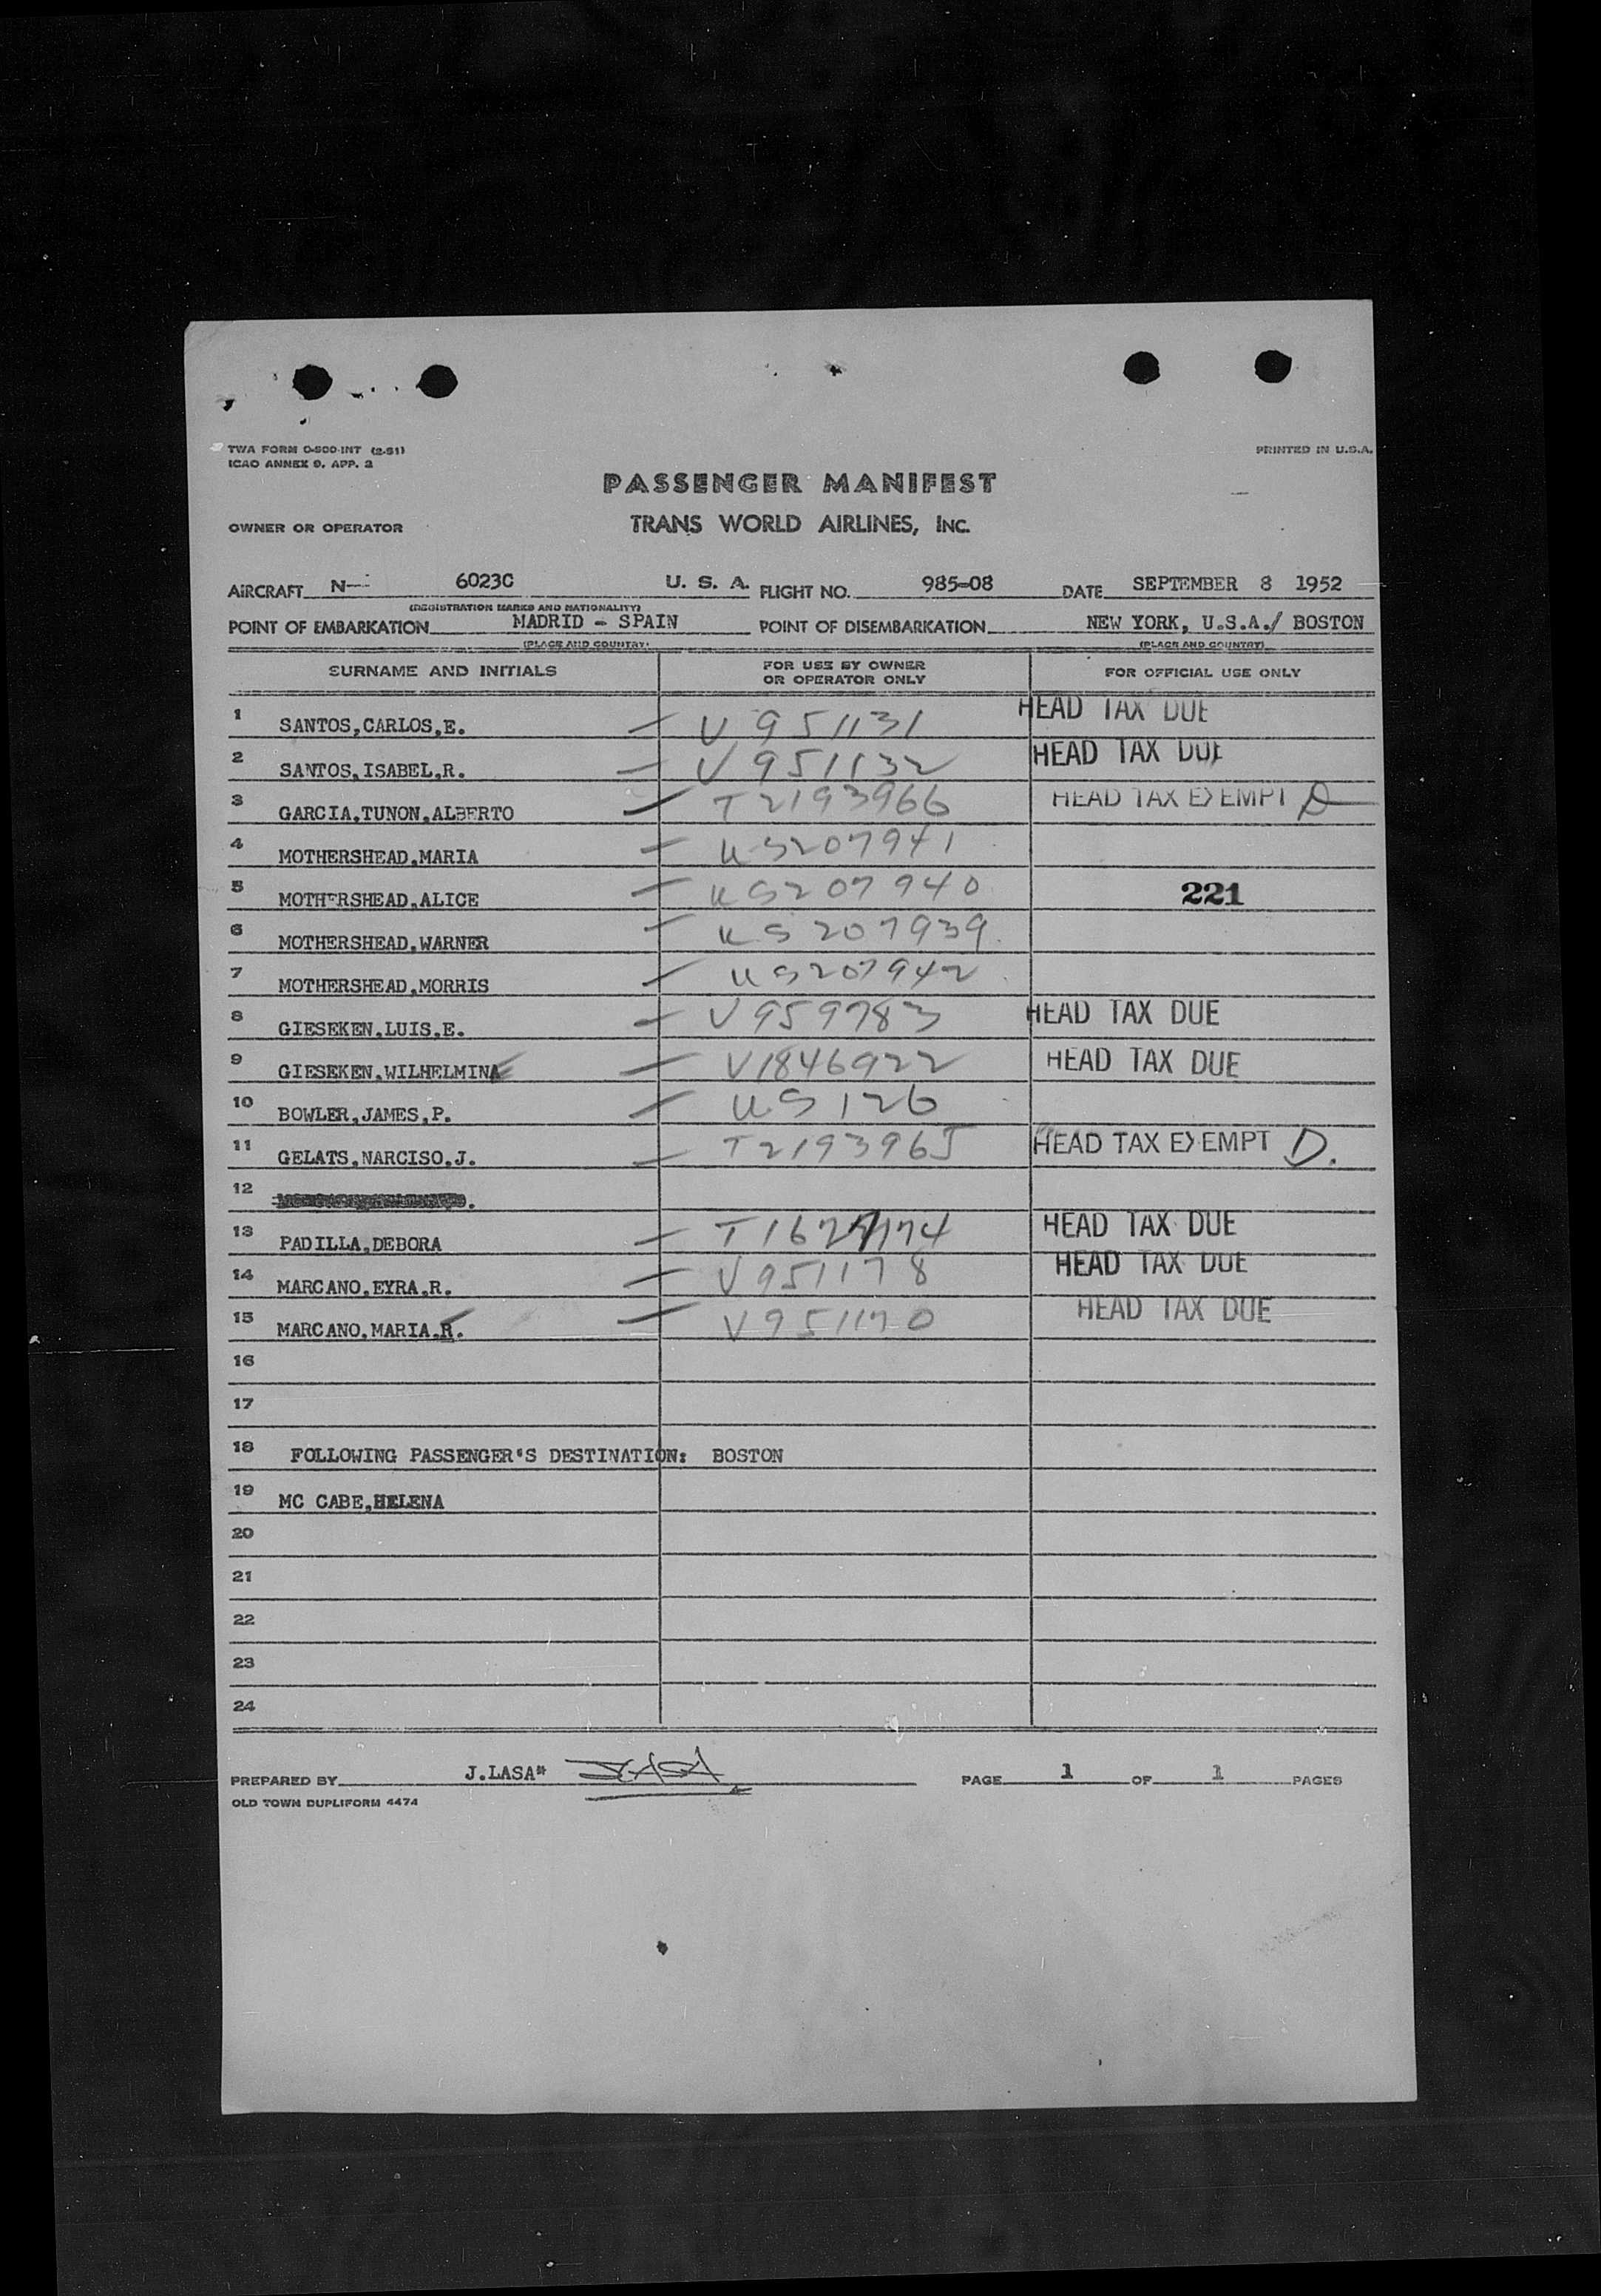 TWA FORM O-800-INT (2-51)
ICAO ANNEX 9, APP. 2
PRINTED IN U.S.A.
PASSENGER MANIFEST
OWNER OR OPERATOR TRANS WORLD AIRLINES, INC.
AIRCRAFT N- 6023C U. S. A. FLIGHT NO. 985-08 DATE SEPTEMBER 8 1952
(REGISTRATION MARKS AND NATIONALITY)
POINT OF EMBARKATION MADRID - SPAIN POINT OF DISEMBARKATION NEW YORK, U.S.A./ BOSTON
(PLACE AND COUNTRY) (PLACE AND COUNTRY)
SURNAME AND INITIALS FOR USE BY OWNER OR OPERATOR ONLY FOR OFFICIAL USE ONLY
1 SANTOS,CARLOS,E. V 951131 HEAD TAX DUE
2 SANTOS,ISABEL,R. V 951132 HEAD TAX DUE
3 GARCIA,TUNON,ALBERTO T2193966 HEAD TAX EXEMPT D
4 MOTHERSHEAD,MARIA US207941
5 MOTHERSHEAD,ALICE US207940 221
6 MOTHERSHEAD,WARNER US207939
7 MOTHERSHEAD,MORRIS US207942
8 GIESEKEN,LUIS,E. V959783 HEAD TAX DUE
9 GIESEKEN,WILHELMINA V1846922 HEAD TAX DUE
10 BOWLER,JAMES,P. US126
11 GELATS,NARCISO,J. T2193965 HEAD TAX EXEMPT D.
12
13 PADILLA,DEBORA HEAD TAX DUE
14 MARCANO,EYRA,R. V951178 HEAD TAX DUE
15 MARCANO,MARIA,R. V951170 HEAD TAX DUE
16
17
18 FOLLOWING PASSENGER'S DESTINATION: BOSTON
19 MC CABE,HELENA
20
21
22
23
24
PREPARED BY J.LASA* JLASA PAGE 1 OF 1 PAGES
OLD TOWN DUPLIFORM 4474